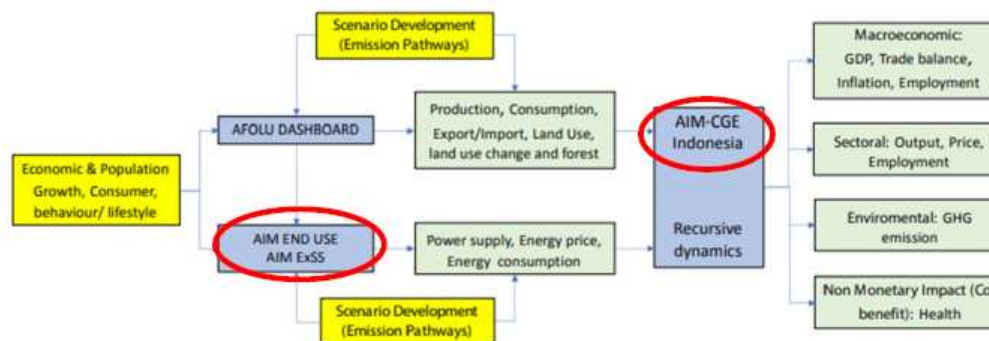 Scenario Development
(Emission Pathways)
Macroeconomic:
GDP, Trade balance,
Inflation, Employment
AFOLU DASHBOARD
Production, Consumption,
Export/Import, Land Use,
land use change and forest
AIM-CGE
Indonesia
Recursive
dynamics
Sectoral: Output, Price,
Employment
Economic & Population
Growth, Consumer,
behaviour/ lifestyle
AIM END USE
AIM ExSS
Power supply, Energy price,
Energy consumption
Enviromental: GHG
emission
Scenario Development
(Emission Pathways)
Non Monetary Impact (Co
benefit): Health